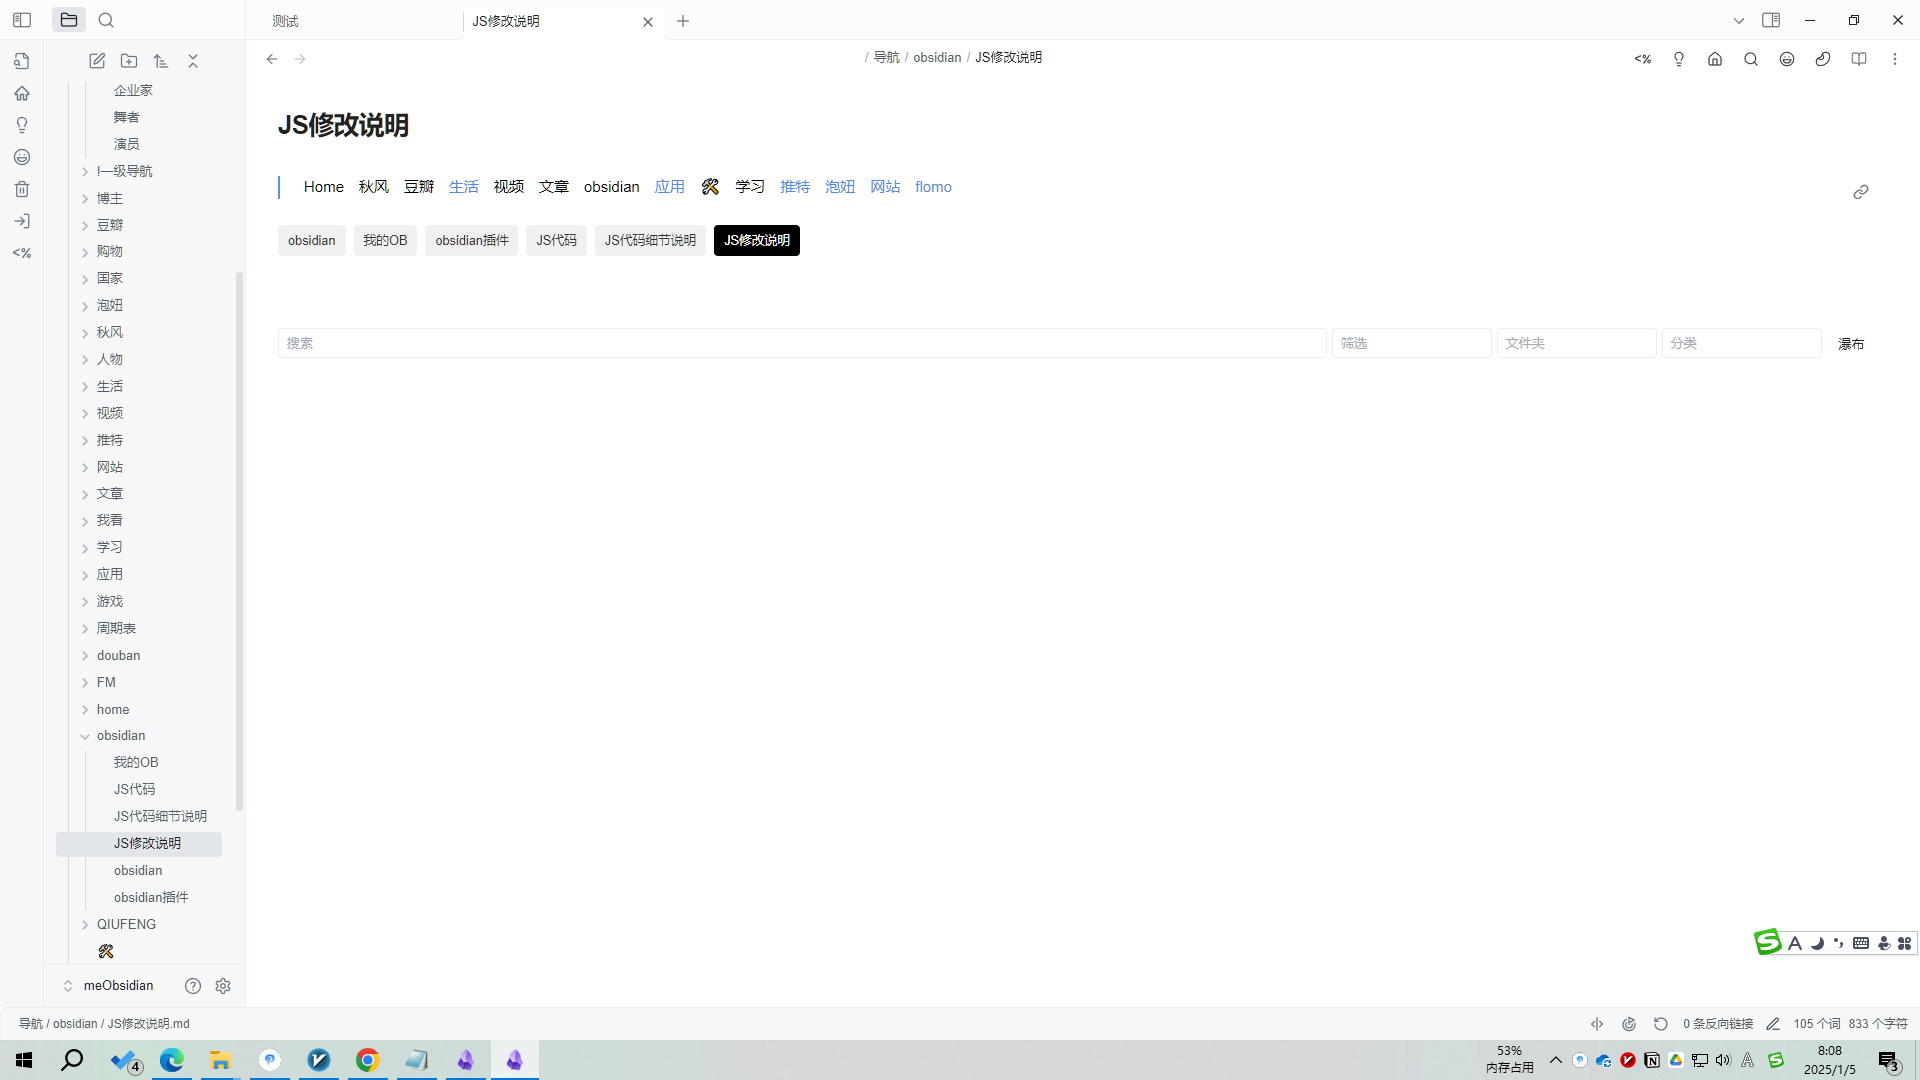 测试
JS修改说明
/ 导航 / obsidian / JS修改说明
<%
<%
企业家
舞者
演员
!一级导航
博主
豆瓣
购物
国家
泡妞
秋风
人物
生活
视频
推特
网站
文章
我看
学习
应用
游戏
周期表
douban
FM
home
obsidian
我的OB
JS代码
JS代码细节说明
JS修改说明
obsidian
obsidian插件
QIUFENG
🛠
meObsidian
JS修改说明
Home 秋风 豆瓣 生活 视频 文章 obsidian 应用 🛠 学习 推特 泡妞 网站 flomo
obsidian 我的OB obsidian插件 JS代码 JS代码细节说明 JS修改说明
搜索 筛选 文件夹 分类 瀑布
导航 / obsidian / JS修改说明.md
0 条反向链接 105 个词 833 个字符
4
53%
内存占用
8:08
2025/1/5
3